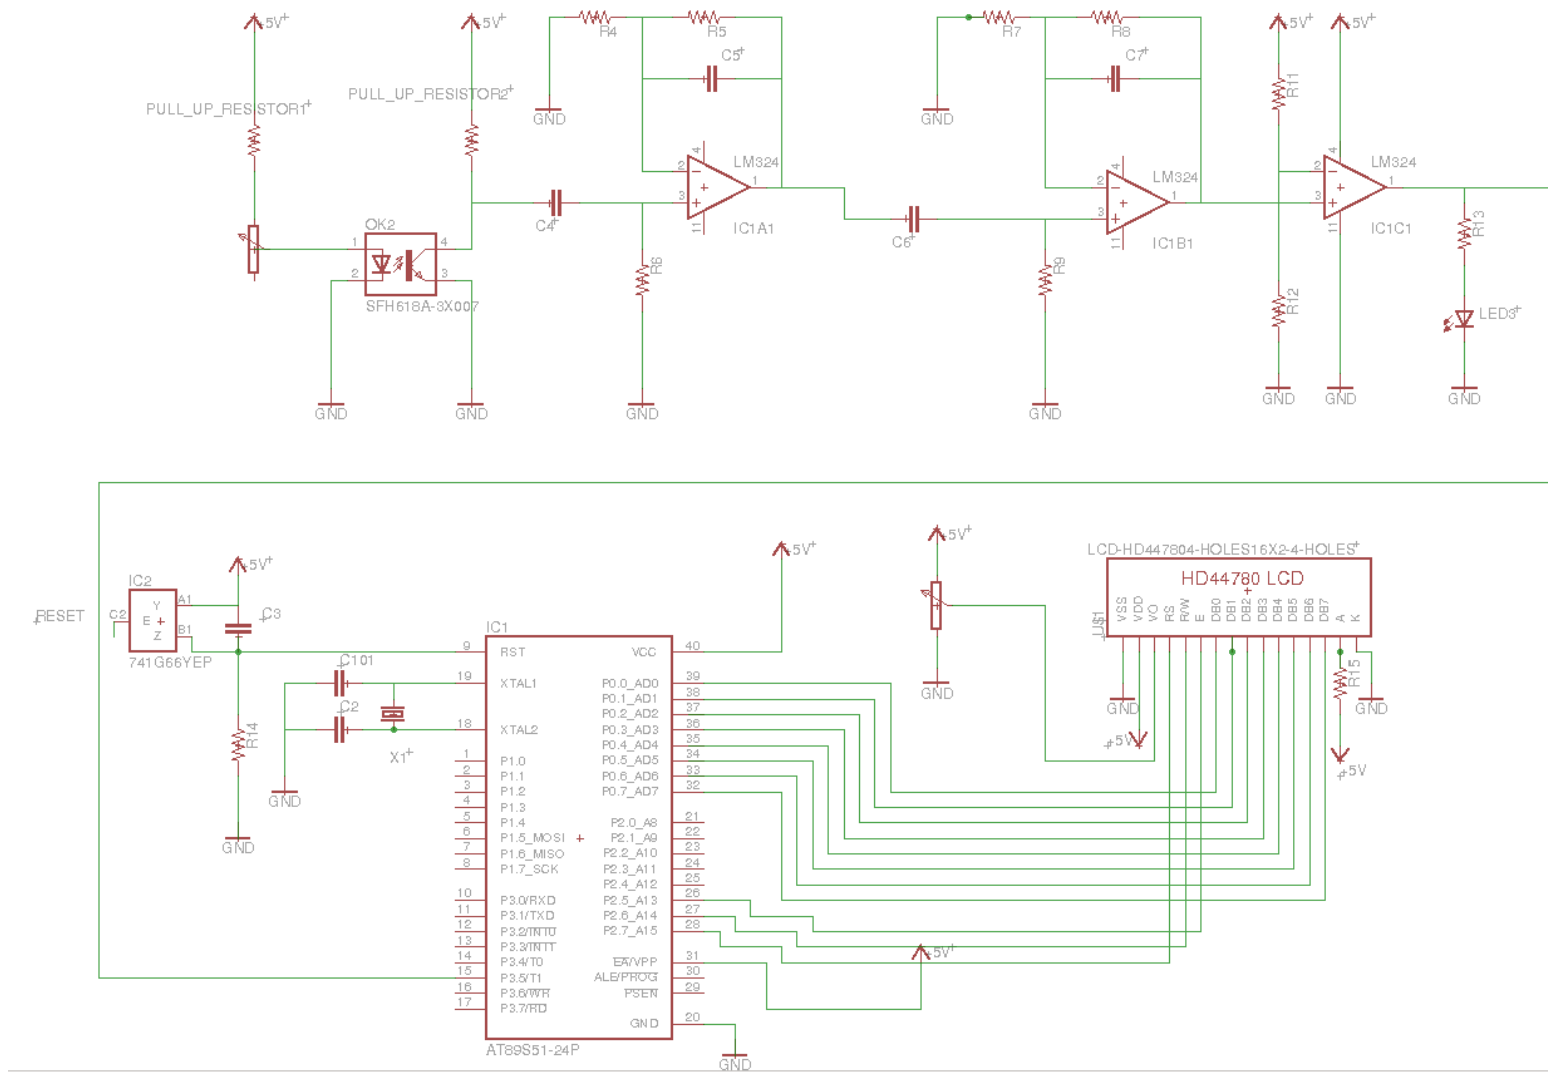 +5V
+5V
R4
R5
R7
R8
+5V
+5V
C5
C7
PULL_UP_RESISTOR1
PULL_UP_RESISTOR2
R11
GND
GND
4
LM324
2
3
1
11
IC1A1
4
LM324
2
3
1
11
IC1B1
4
LM324
2
3
1
11
IC1C1
C4
C6
R13
OK2
1
2
4
3
SFH618A-3X007
R6
R9
R12
LED3
GND
GND
GND
GND
GND
GND
GND
+5V
+5V
+5V
LCD-HD447804-HOLES16X2-4-HOLES
HD44780 LCD
VSS
VDD
VO
RS
R/W
E
DB0
DB1
DB2
DB3
DB4
DB5
DB6
DB7
A
K
US1
IC2
RESET
C2
A1
B1
Y
E
Z
741G66YEP
C3
IC1
9 RST VCC 40
C101
19 XTAL1 P0.0_AD0 39
P0.1_AD1 38
C2
P0.2_AD2 37
18 XTAL2 P0.3_AD3 36
P0.4_AD4 35
X1
1 P1.0 P0.5_AD5 34
2 P1.1 P0.6_AD6 33
3 P1.2 P0.7_AD7 32
4 P1.3
5 P1.4 P2.0_A8 21
6 P1.5_MOSI P2.1_A9 22
7 P1.6_MISO P2.2_A10 23
8 P1.7_SCK P2.3_A11 24
P2.4_A12 25
10 P3.0/RXD P2.5_A13 26
11 P3.1/TXD P2.6_A14 27
12 P3.2/INT0 P2.7_A15 28
13 P3.3/INT1
14 P3.4/T0 EA/VPP 31
15 P3.5/T1 ALE/PROG 30
16 P3.6/WR PSEN 29
17 P3.7/RD
GND 20
AT89S51-24P
R14
GND
GND
GND
GND
+5V
R15
GND
+5V
+5V
GND